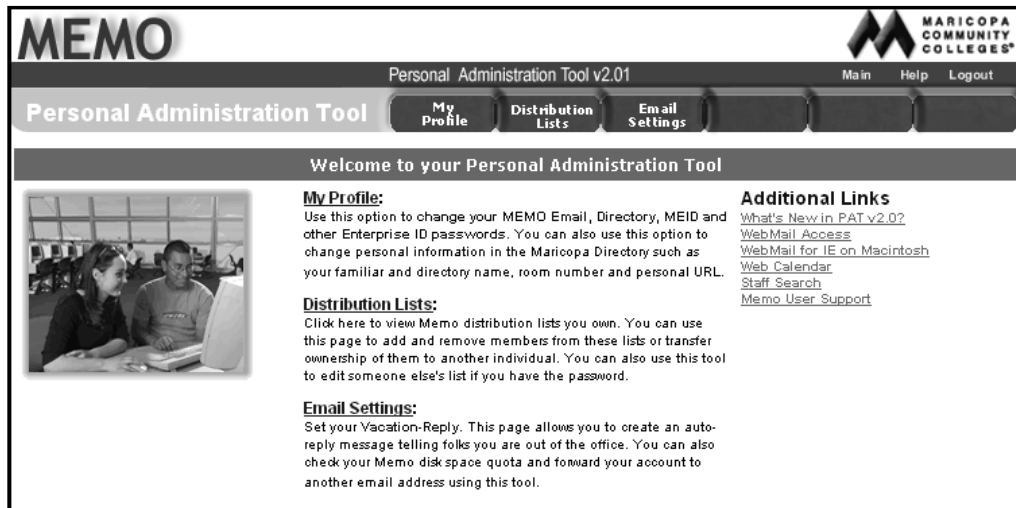 MEMO
MARICOPA
COMMUNITY
COLLEGES®
Personal Administration Tool v2.01
Main Help Logout
Personal Administration Tool
My
Profile
Distribution
Lists
Email
Settings
Welcome to your Personal Administration Tool
My Profile:
Use this option to change your MEMO Email, Directory, MEID and
other Enterprise ID passwords. You can also use this option to
change personal information in the Maricopa Directory such as
your familiar and directory name, room number and personal URL.
Distribution Lists:
Click here to view Memo distribution lists you own. You can use
this page to add and remove members from these lists or transfer
ownership of them to another individual. You can also use this tool
to edit someone else's list if you have the password.
Email Settings:
Set your Vacation-Reply. This page allows you to create an auto-
reply message telling folks you are out of the office. You can also
check your Memo disk space quota and forward your account to
another email address using this tool.
Additional Links
What's New in PAT v2.0?
WebMail Access
WebMail for IE on Macintosh
Web Calendar
Staff Search
Memo User Support